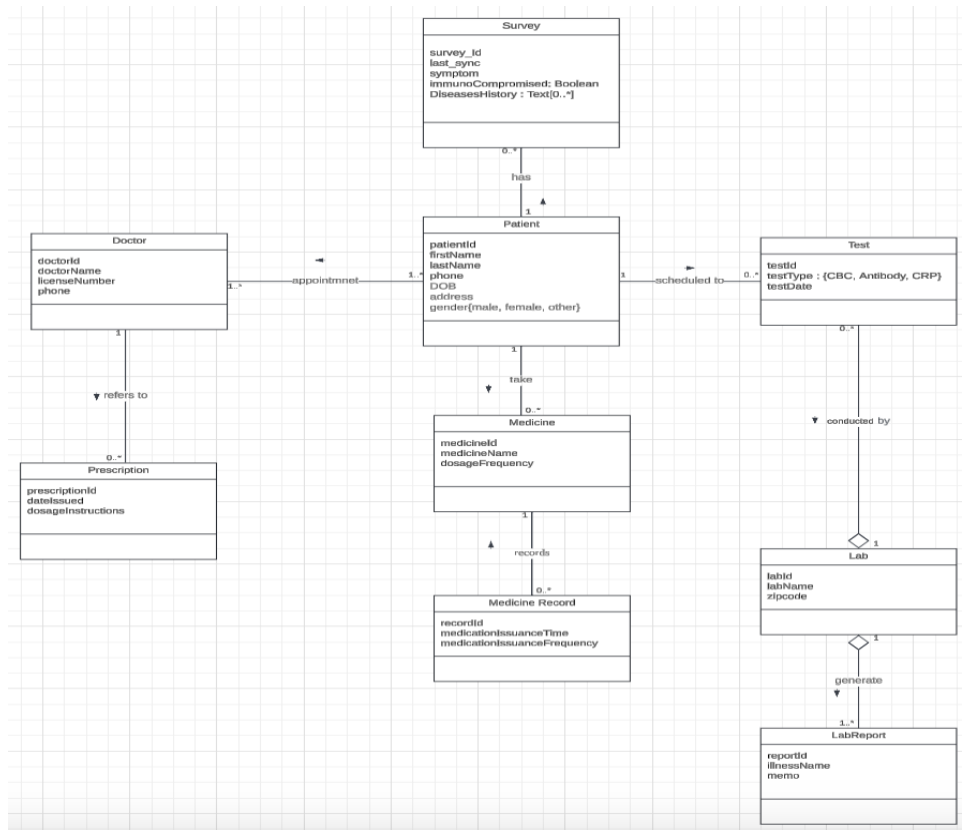 Survey
survey_Id
last_sync
symptom
immunoCompromised: Boolean
DiseasesHistory : Text[0..*]
0..*
has
1
Patient
patientId
firstName
lastName
phone
DOB
address
gender{male, female, other}
Doctor
doctorId
doctorName
licenseNumber
phone
1..*
appointmnet
1..*
1
scheduled to
0..*
Test
testId
testType : {CBC, Antibody, CRP}
testDate
1
refers to
0..*
Prescription
prescriptionId
dateIssued
dosageInstructions
1
take
0..*
Medicine
medicineId
medicineName
dosageFrequency
1
records
0..*
Medicine Record
recordId
medicationIssuanceTime
medicationIssuanceFrequency
0..*
conducted by
1
Lab
labId
labName
zipcode
1
generate
1..*
LabReport
reportId
illnessName
memo